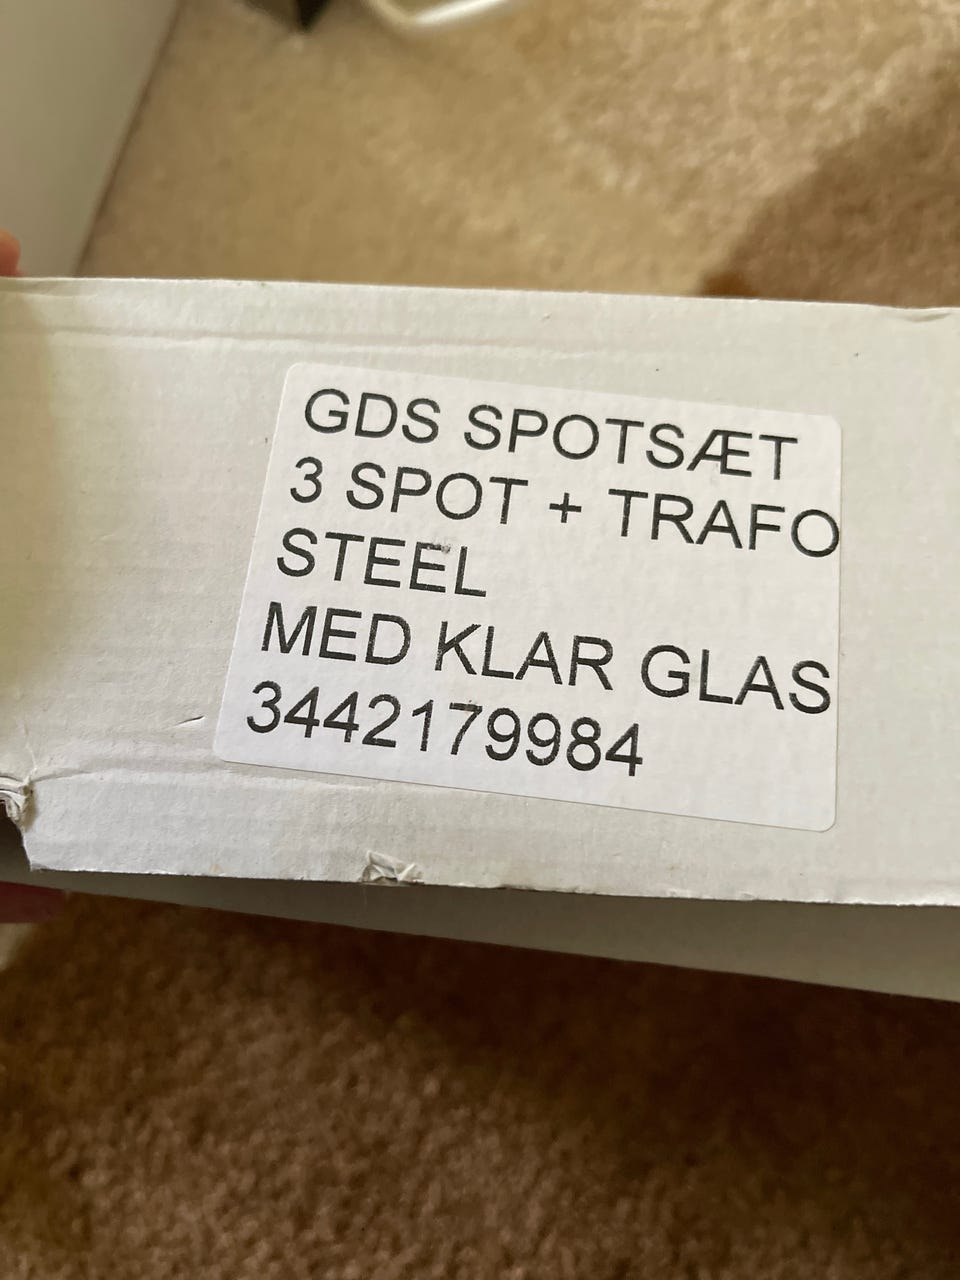 GDS SPOTSÆT
3 SPOT + TRAFO
STEEL
MED KLAR GLAS
3442179984